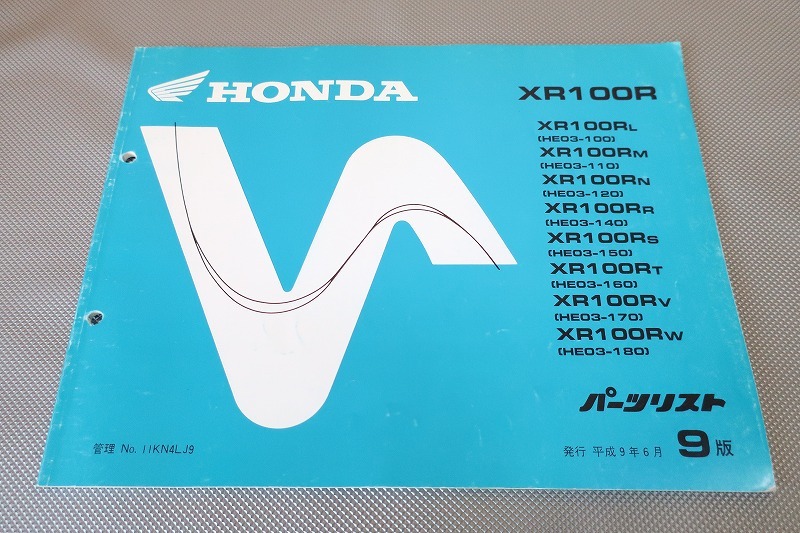 HONDA
XR100R
XR100RL
(HE03-100)
XR100RM
(HE03-110)
XR100RN
(HE03-120)
XR100RR
(HE03-140)
XR100RS
(HE03-150)
XR100RT
(HE03-160)
XR100RV
(HE03-170)
XR100RW
(HE03-180)
パーツリスト
管理 No. 11KN4LJ9
発行 平成9年6月 9版